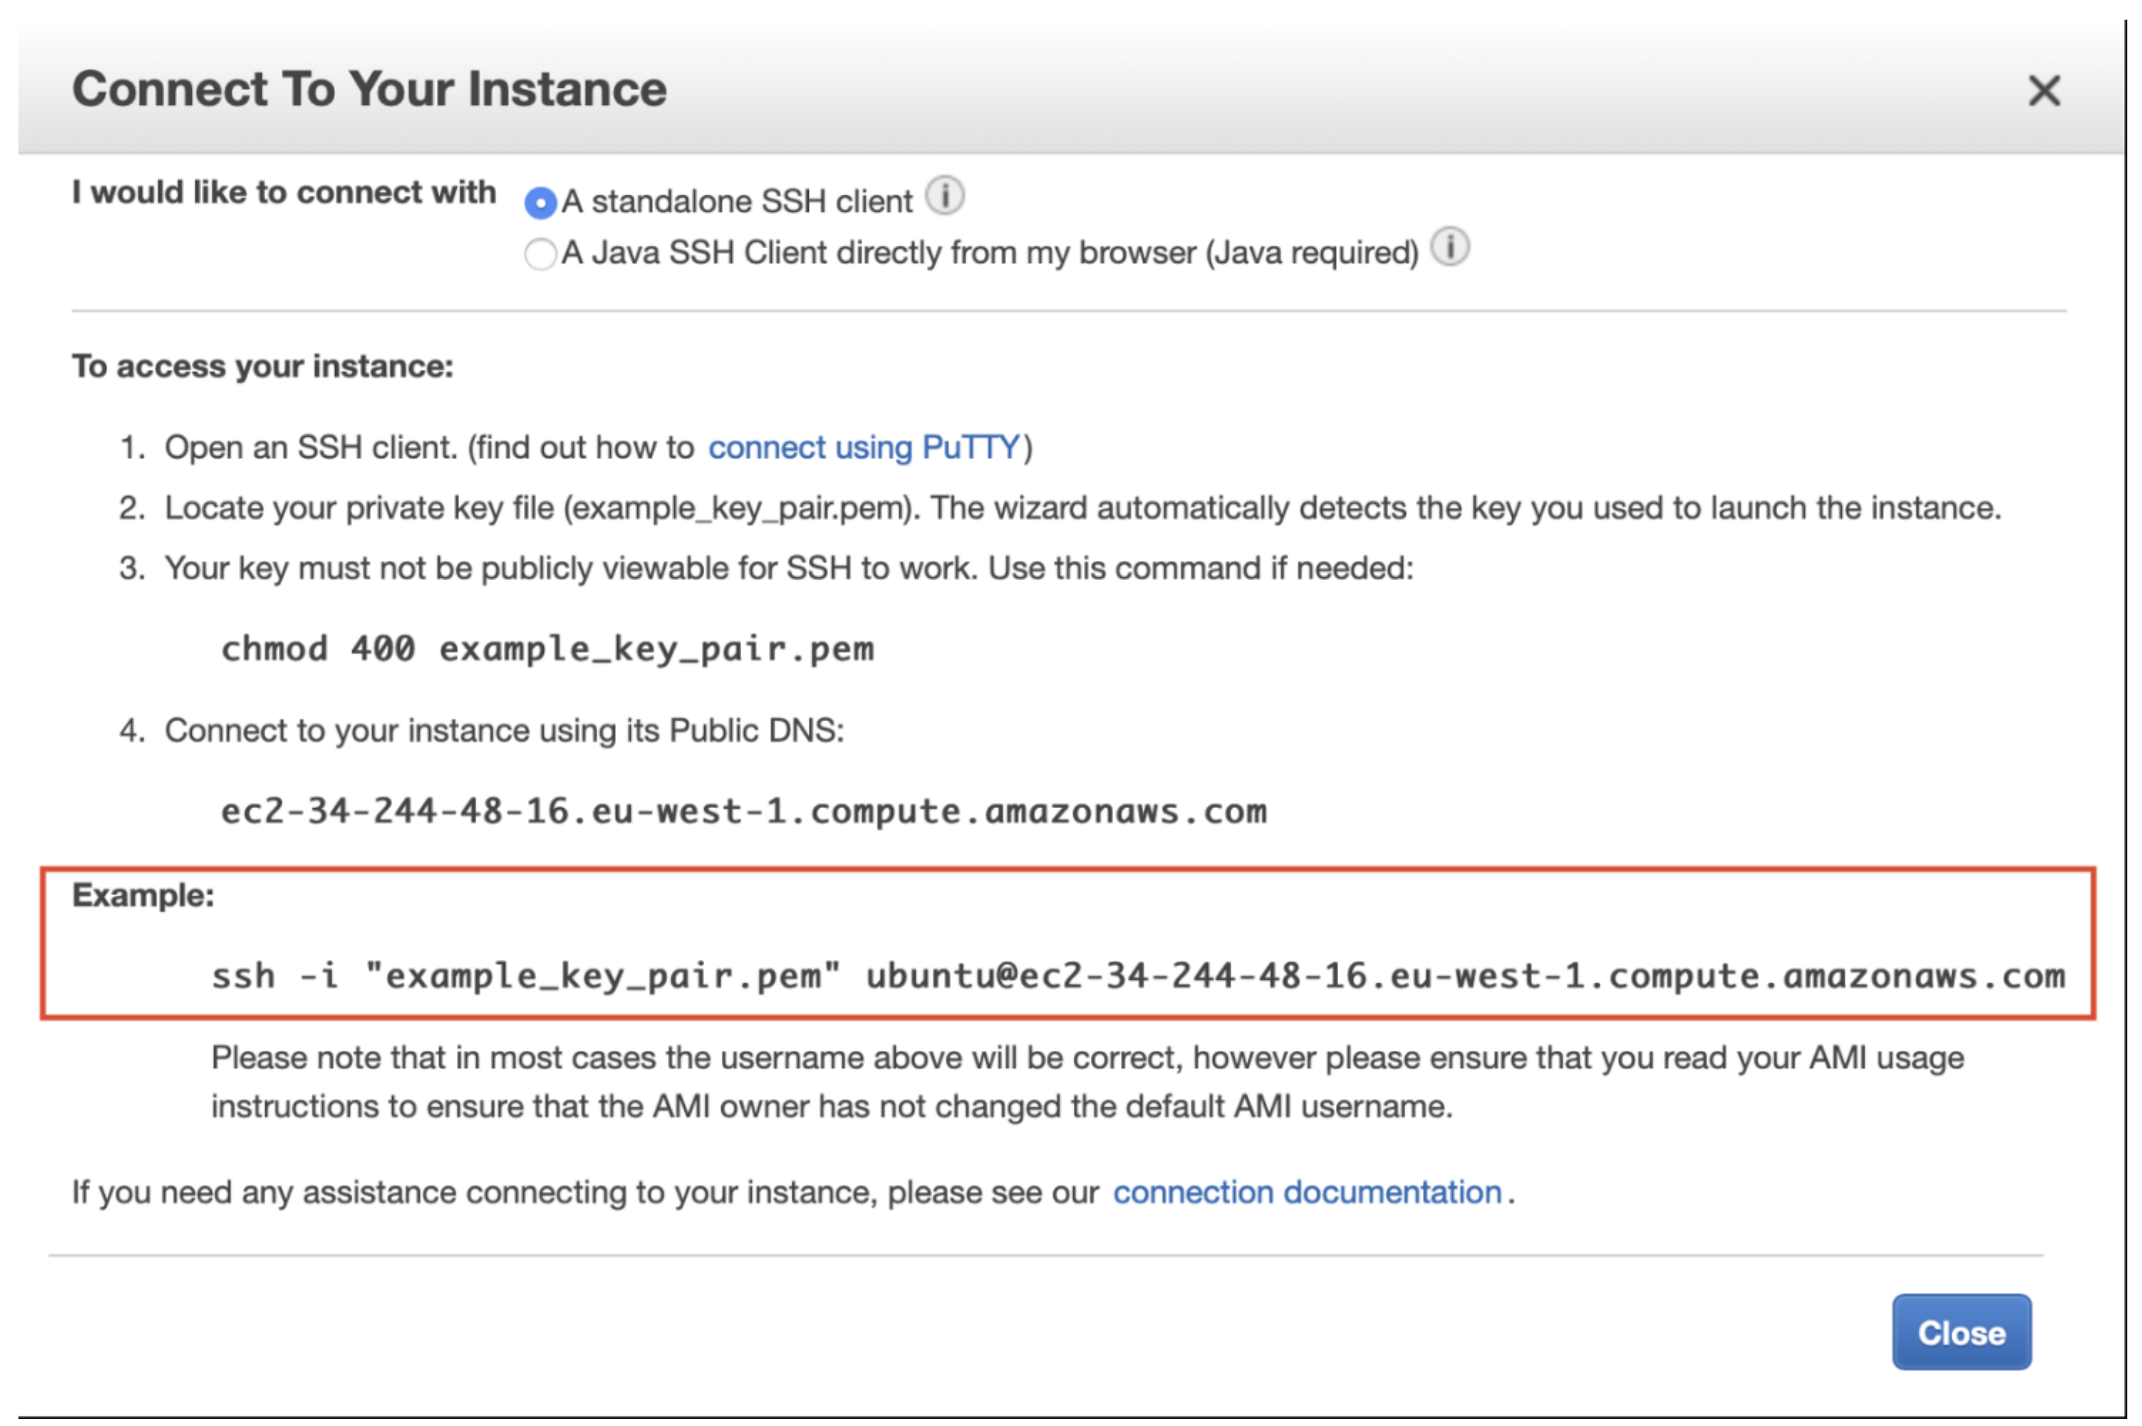 Connect To Your Instance
I would like to connect with
A standalone SSH client
A Java SSH Client directly from my browser (Java required)
To access your instance:
1. Open an SSH client. (find out how to connect using PuTTY)
2. Locate your private key file (example_key_pair.pem). The wizard automatically detects the key you used to launch the instance.
3. Your key must not be publicly viewable for SSH to work. Use this command if needed:
chmod 400 example_key_pair.pem
4. Connect to your instance using its Public DNS:
ec2-34-244-48-16.eu-west-1.compute.amazonaws.com
Example:
ssh -i "example_key_pair.pem" ubuntu@ec2-34-244-48-16.eu-west-1.compute.amazonaws.com
Please note that in most cases the username above will be correct, however please ensure that you read your AMI usage
instructions to ensure that the AMI owner has not changed the default AMI username.
If you need any assistance connecting to your instance, please see our connection documentation.
Close